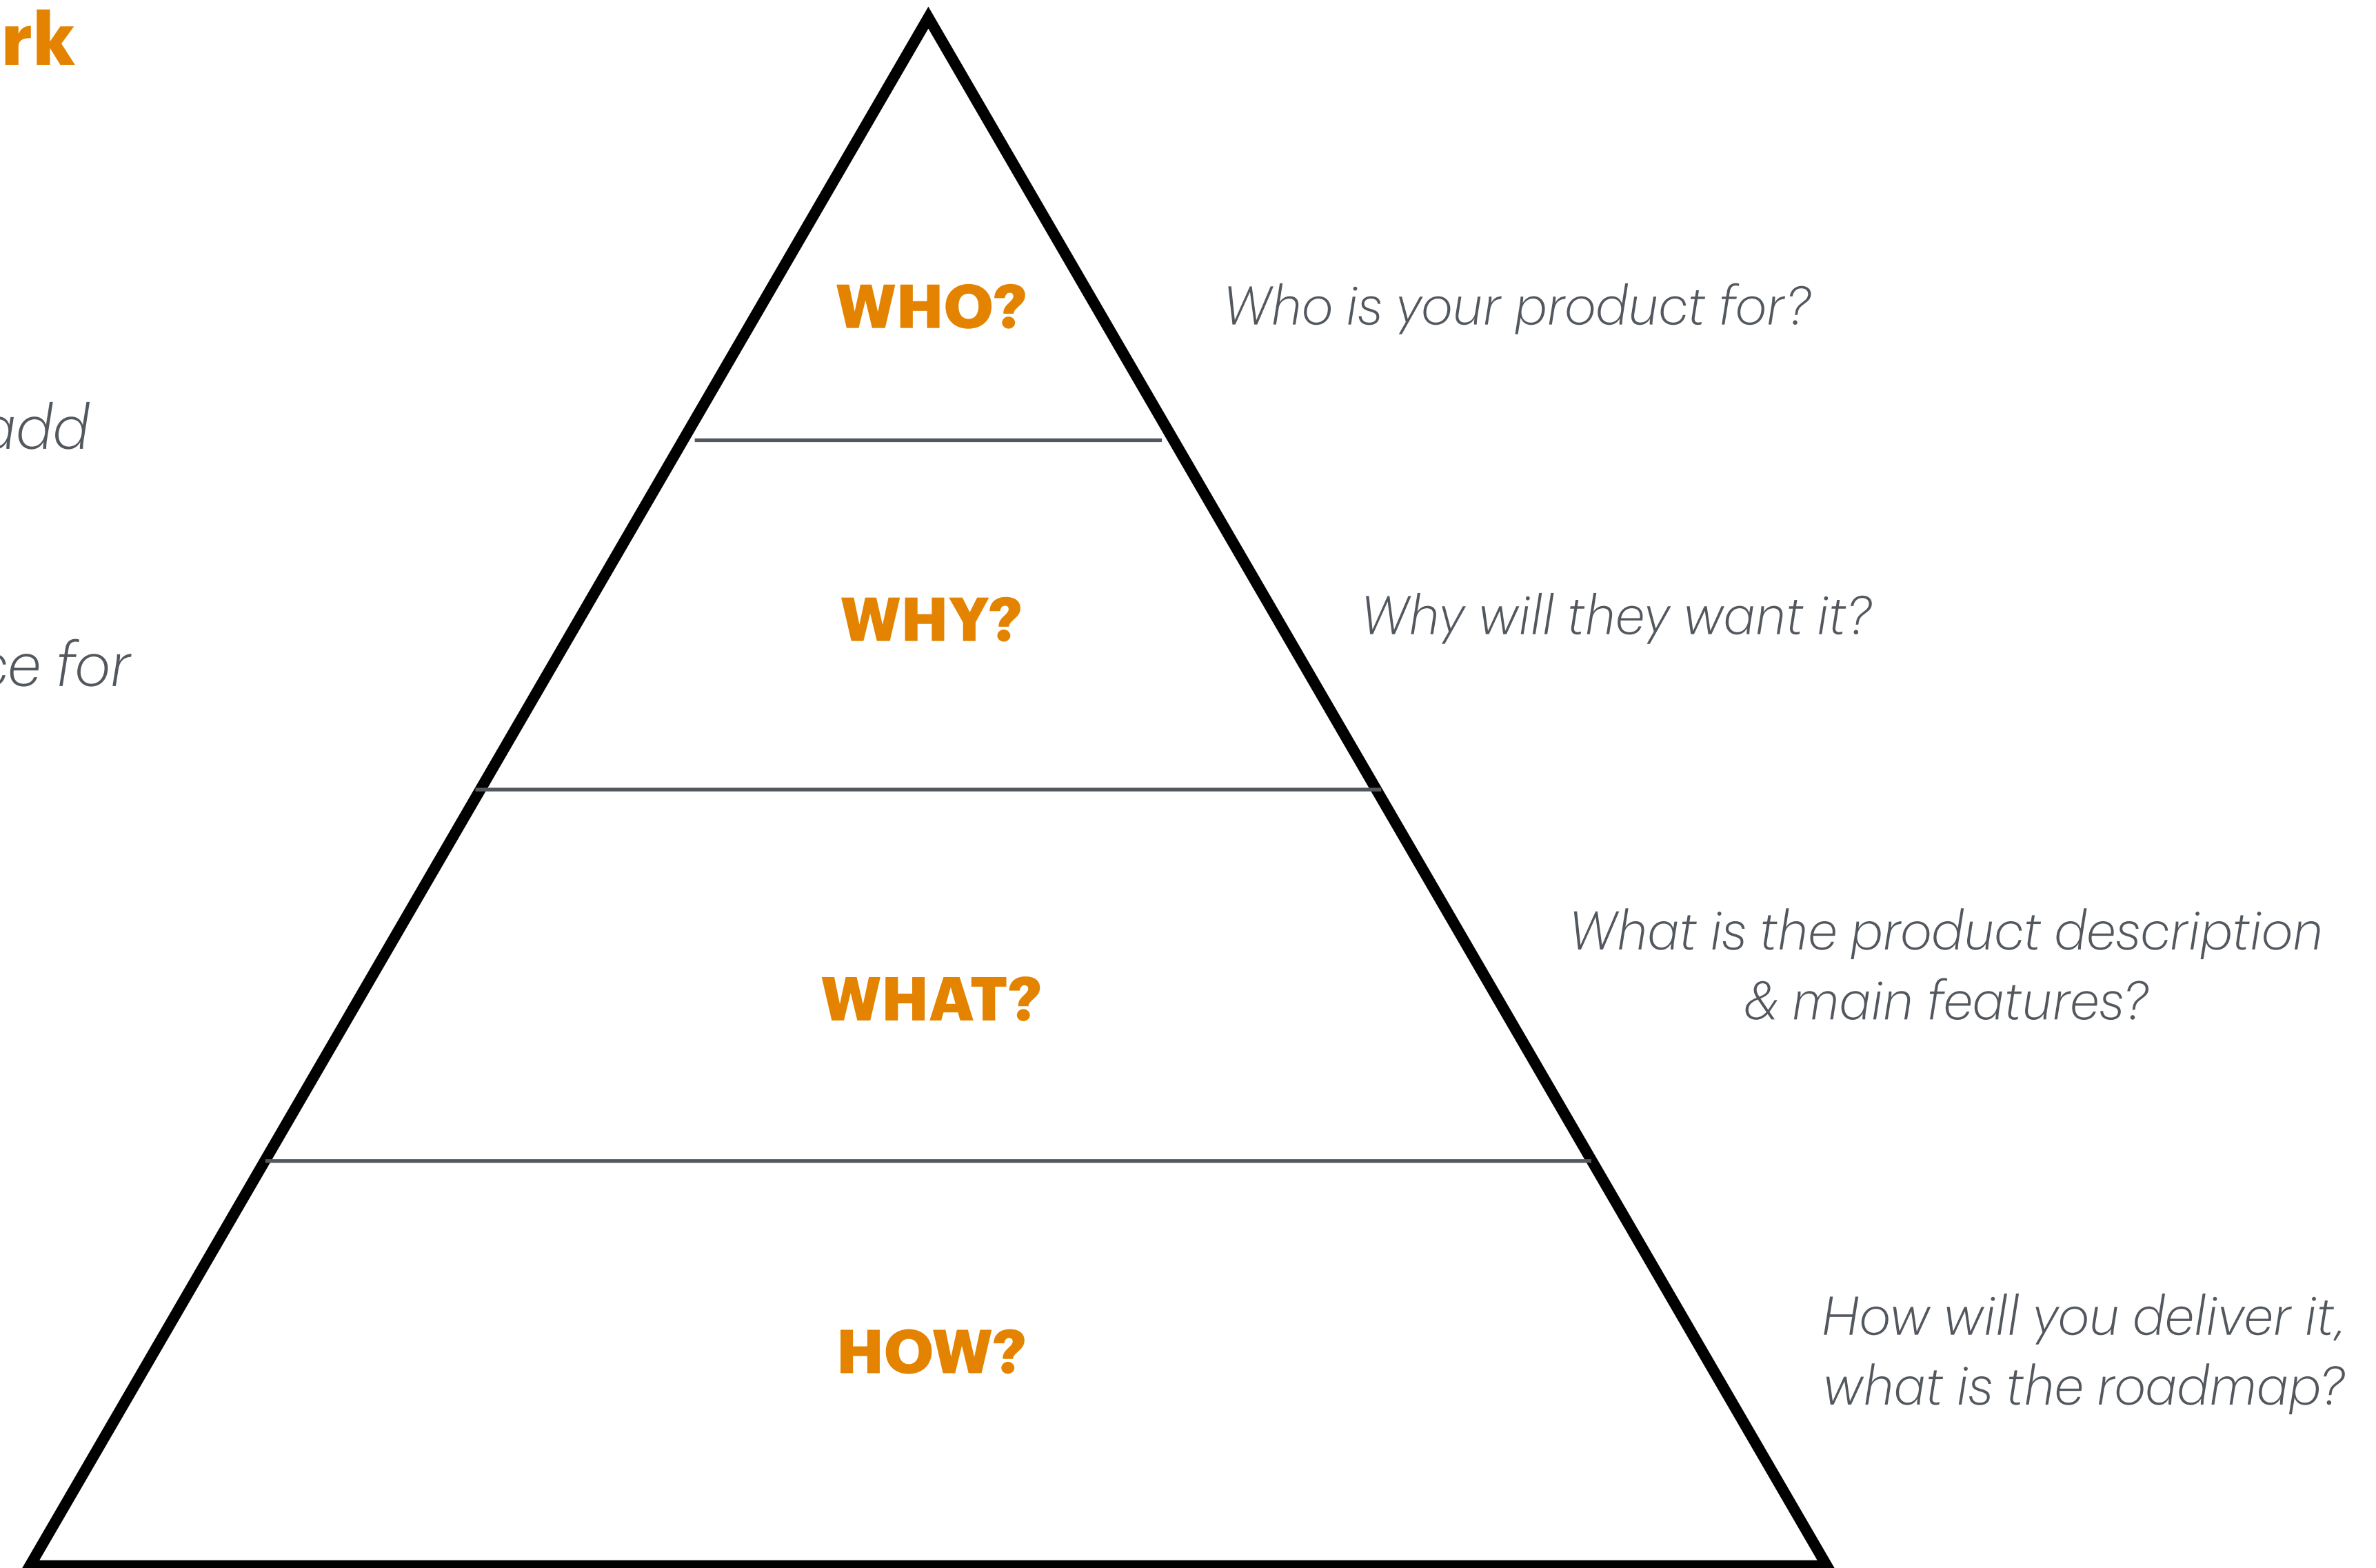 rk
add
ce for
WHO?
Who is your product for?
WHY?
Why will they want it?
WHAT?
What is the product description
& main features?
HOW?
How will you deliver it,
what is the roadmap?